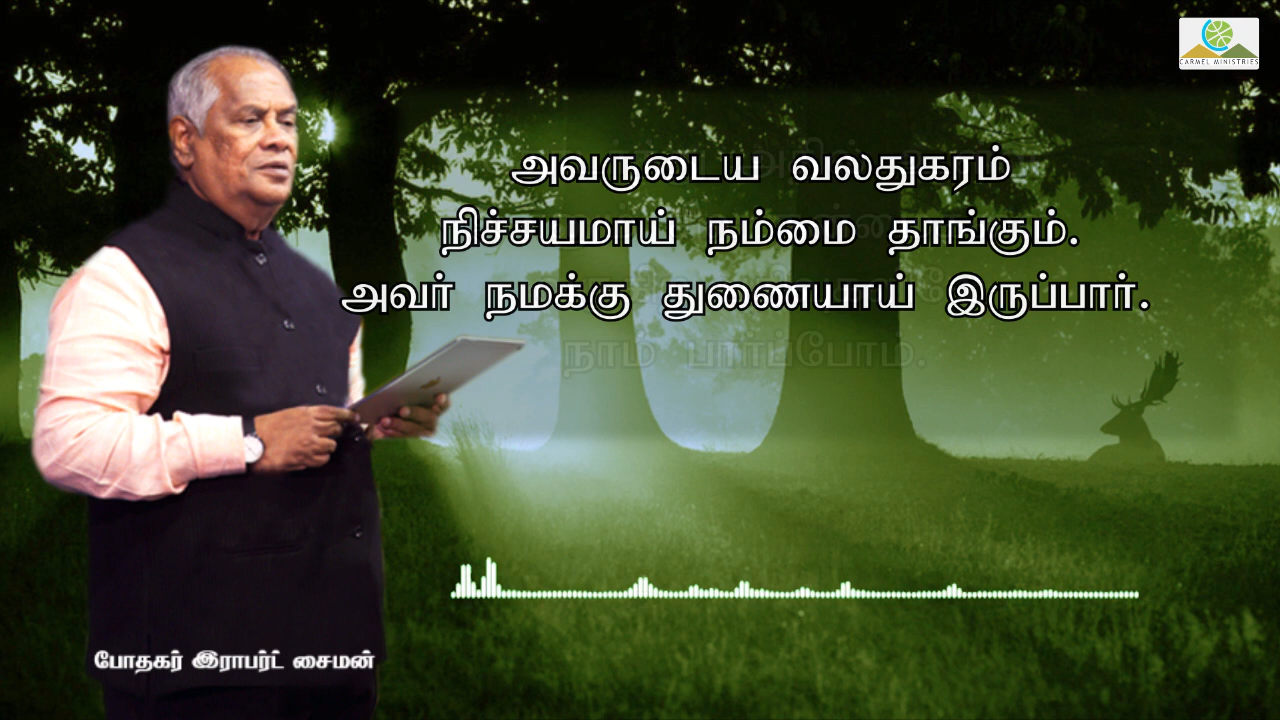 CARMEL MINISTRIES
அவருடைய வலதுகரம்
நிச்சயமாய் நம்மை தாங்கும்.
அவர் நமக்கு துணையாய் இருப்பார்.
நாம் பார்ப்போம்.
போதகர் இராபர்ட் சைமன்